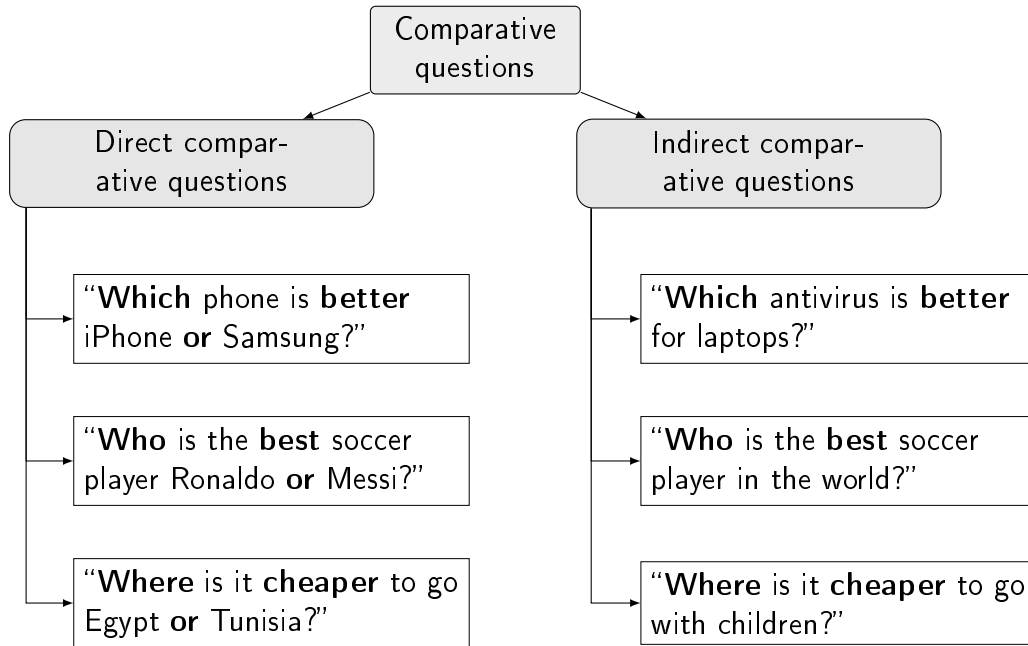 Comparative
questions
Direct compar-
ative questions
“Which phone is better
iPhone or Samsung?”
“Who is the best soccer
player Ronaldo or Messi?”
“Where is it cheaper to go
Egypt or Tunisia?”
Indirect compar-
ative questions
“Which antivirus is better
for laptops?”
“Who is the best soccer
player in the world?”
“Where is it cheaper to go
with children?”